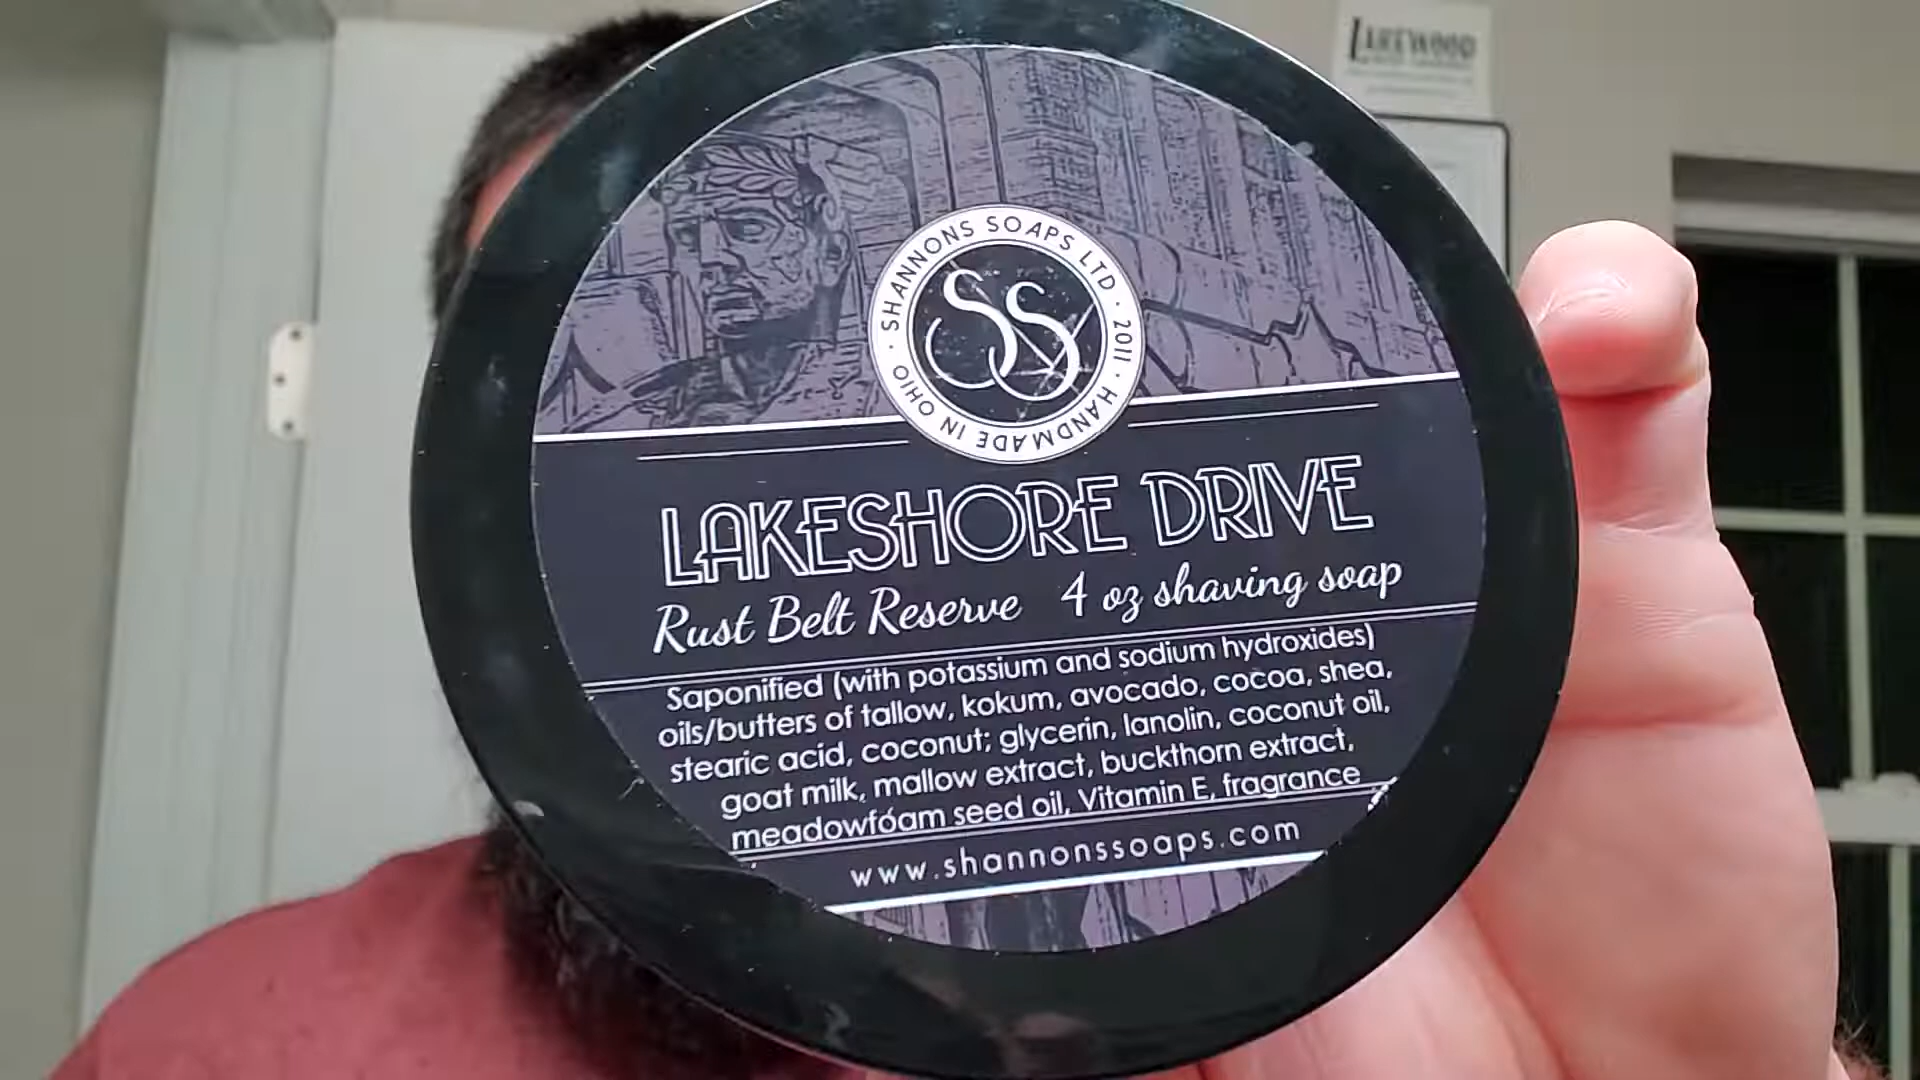 LAKEWOOD
SHANNONS SOAPS LTD · 2011 · HANDMADE IN OHIO ·
SS
LAKESHORE DRIVE
Rust Belt Reserve 4 oz shaving soap
Saponified (with potassium and sodium hydroxides)
oils/butters of tallow, kokum, avocado, cocoa, shea,
stearic acid, coconut; glycerin, lanolin, coconut oil,
goat milk, mallow extract, buckthorn extract,
meadowfoam seed oil, Vitamin E, fragrance
www.shannonssoaps.com